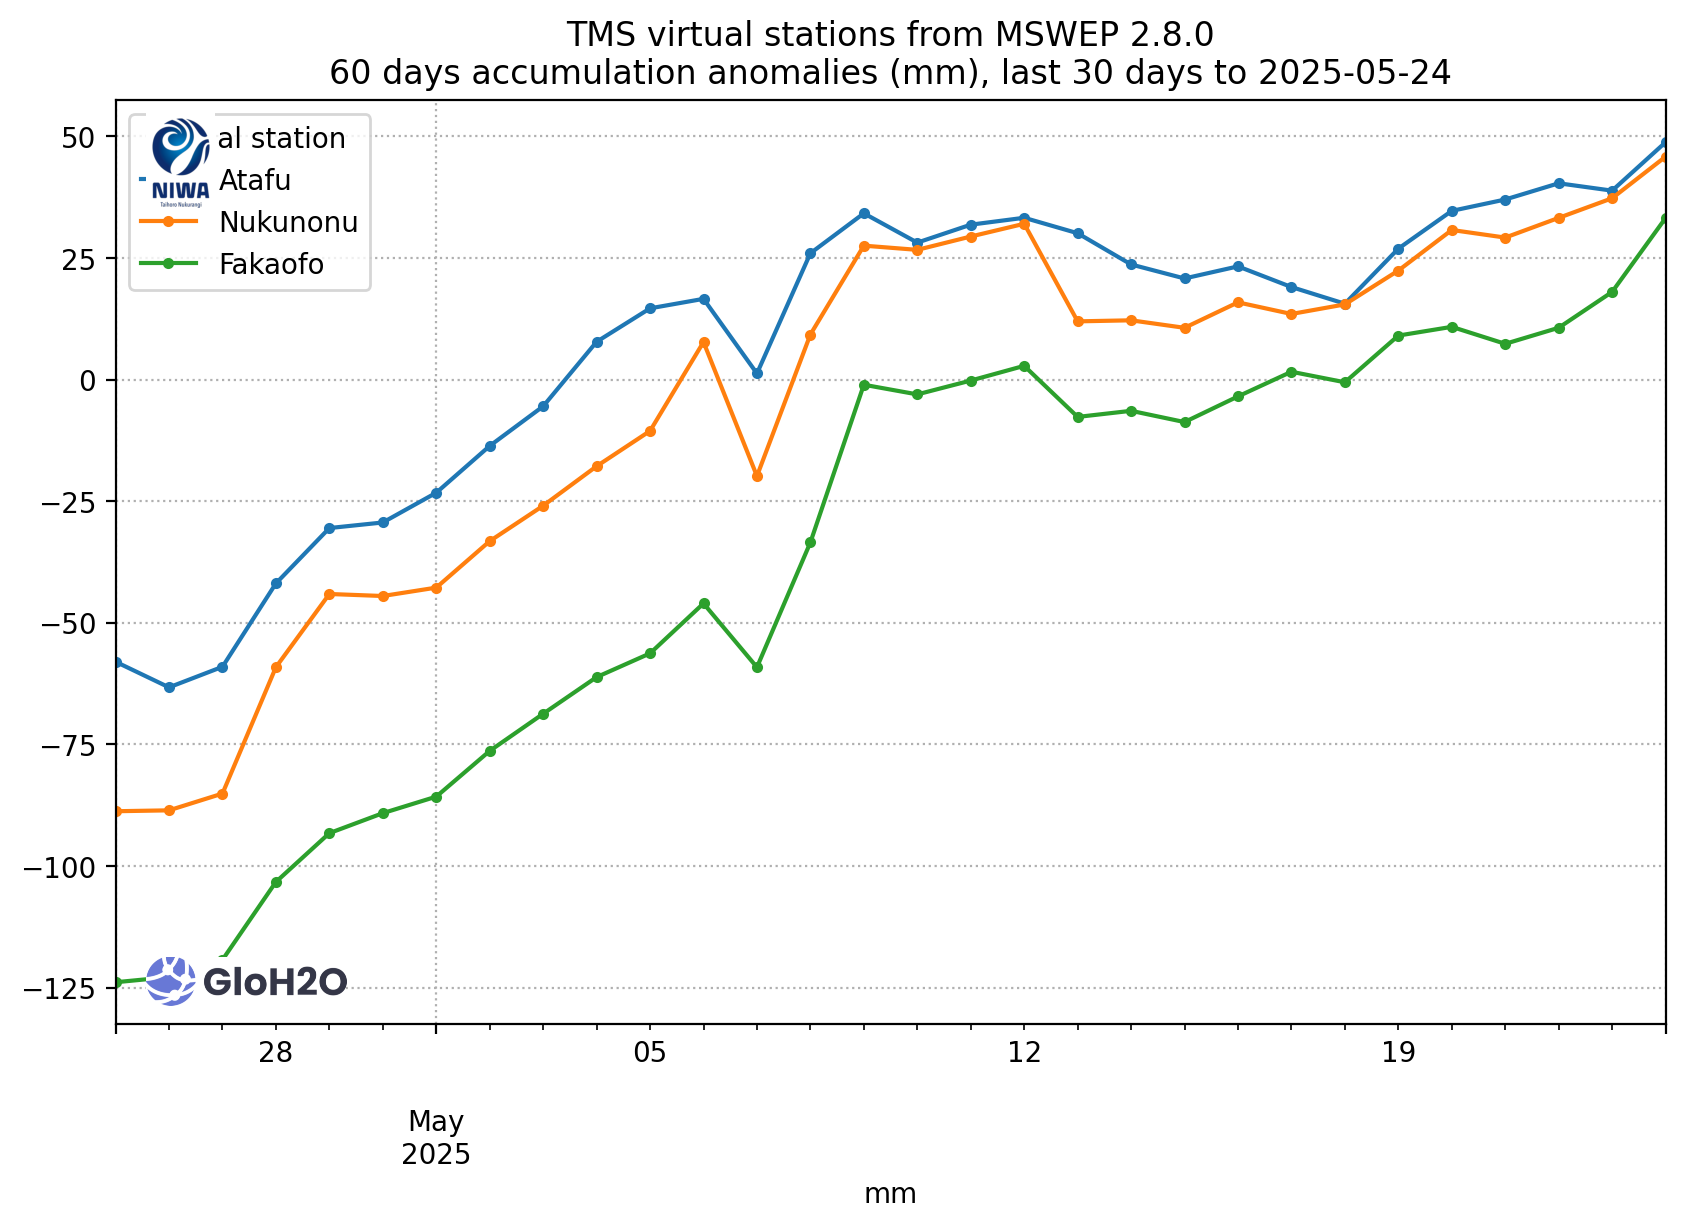 TMS virtual stations from MSWEP 2.8.0
60 days accumulation anomalies (mm), last 30 days to 2025-05-24
50
25
0
−25
−50
−75
−100
−125
al station
Atafu
Nukunonu
Fakaofo
NIWA
Taihoro Nukurangi
GloH2O
28
05
12
19
May
2025
mm